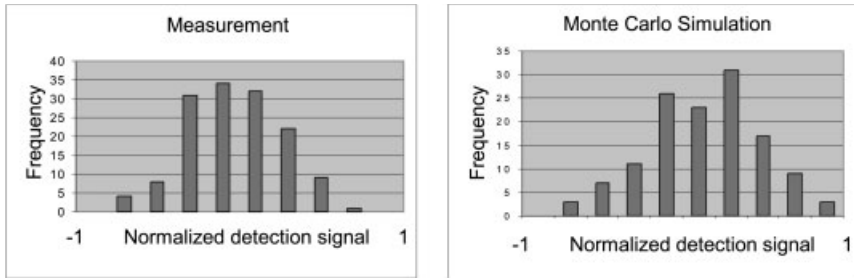 Measurement
Frequency
40
35
30
25
20
15
10
5
0
-1 Normalized detection signal 1
Monte Carlo Simulation
Frequency
35
30
25
20
15
10
5
0
-1 Normalized detection signal 1